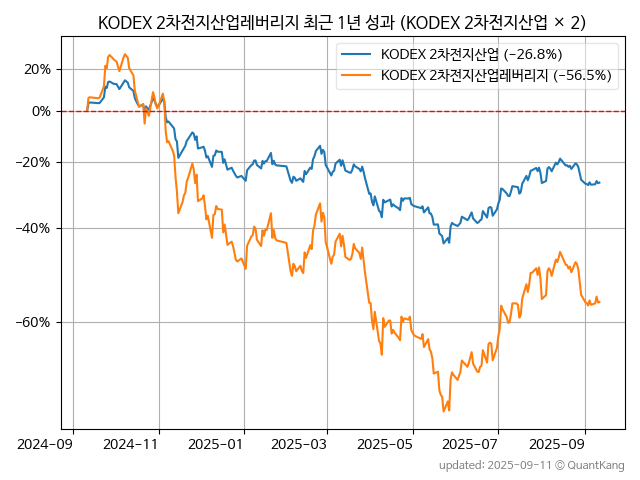 KODEX 2차전지산업레버리지 최근 1년 성과 (KODEX 2차전지산업 × 2)
KODEX 2차전지산업 (−26.8%)
KODEX 2차전지산업레버리지 (−56.5%)
20%
0%
−20%
−40%
−60%
2024-09 2024-11 2025-01 2025-03 2025-05 2025-07 2025-09
updated: 2025-09-11 © QuantKang